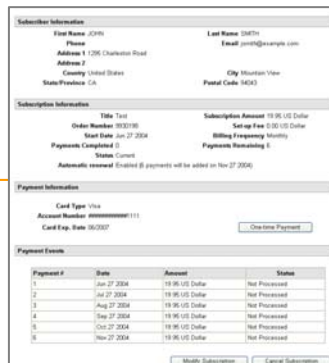 Subscriber Information
First Name JOHN Last Name SMITH
Phone Email jsmith@example.com
Address 1 1286 Charleston Road
Address 2
Country United States City Mountain View
State/Province CA Postal Code 94043
Subscription Information
Title Test Subscription Amount 19.95 US Dollar
Order Number 9930198 Set-up Fee 0.00 US Dollar
Start Date Jun 27 2004 Billing Frequency Monthly
Payments Completed 0 Payments Remaining 6
Status Current
Automatic renewal Enabled (6 payments will be added on Nov 27 2004)
Payment Information
Card Type Visa
Account Number ############1111
Card Exp. Date 06/2007 One-time Payment
Payment Events
Payment # Date Amount Status
1 Jun 27 2004 19.95 US Dollar Not Processed
2 Jul 27 2004 19.95 US Dollar Not Processed
3 Aug 27 2004 19.95 US Dollar Not Processed
4 Sep 27 2004 19.95 US Dollar Not Processed
5 Oct 27 2004 19.95 US Dollar Not Processed
6 Nov 27 2004 19.95 US Dollar Not Processed
Modify Subscription Cancel Subscription